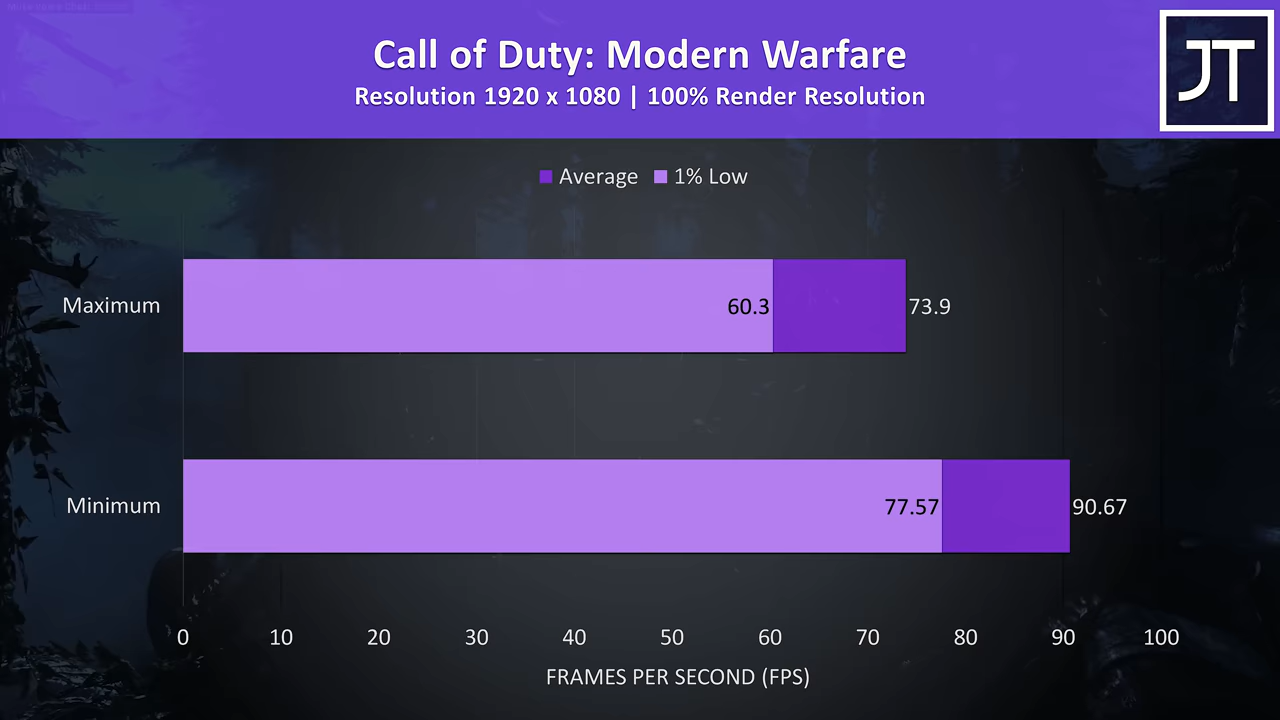 Call of Duty: Modern Warfare
Resolution 1920 x 1080 | 100% Render Resolution
JT
Average 1% Low
Maximum 60.3 73.9
Minimum 77.57 90.67
0 10 20 30 40 50 60 70 80 90 100
FRAMES PER SECOND (FPS)